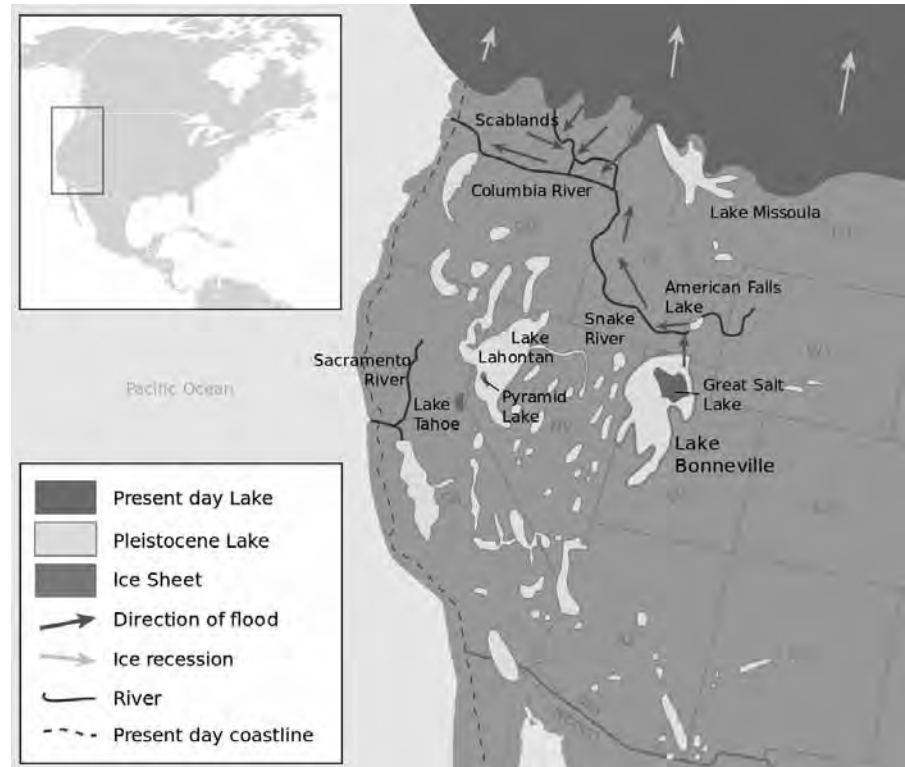 Scablands
Columbia River
Lake Missoula
American Falls
Lake
Snake
River
Lake
Lahontan
Sacramento
River
Pacific Ocean
Pyramid
Lake
Lake
Tahoe
Great Salt
Lake
Lake
Bonneville
NV
Present day Lake
Pleistocene Lake
Ice Sheet
Direction of flood
Ice recession
River
Present day coastline